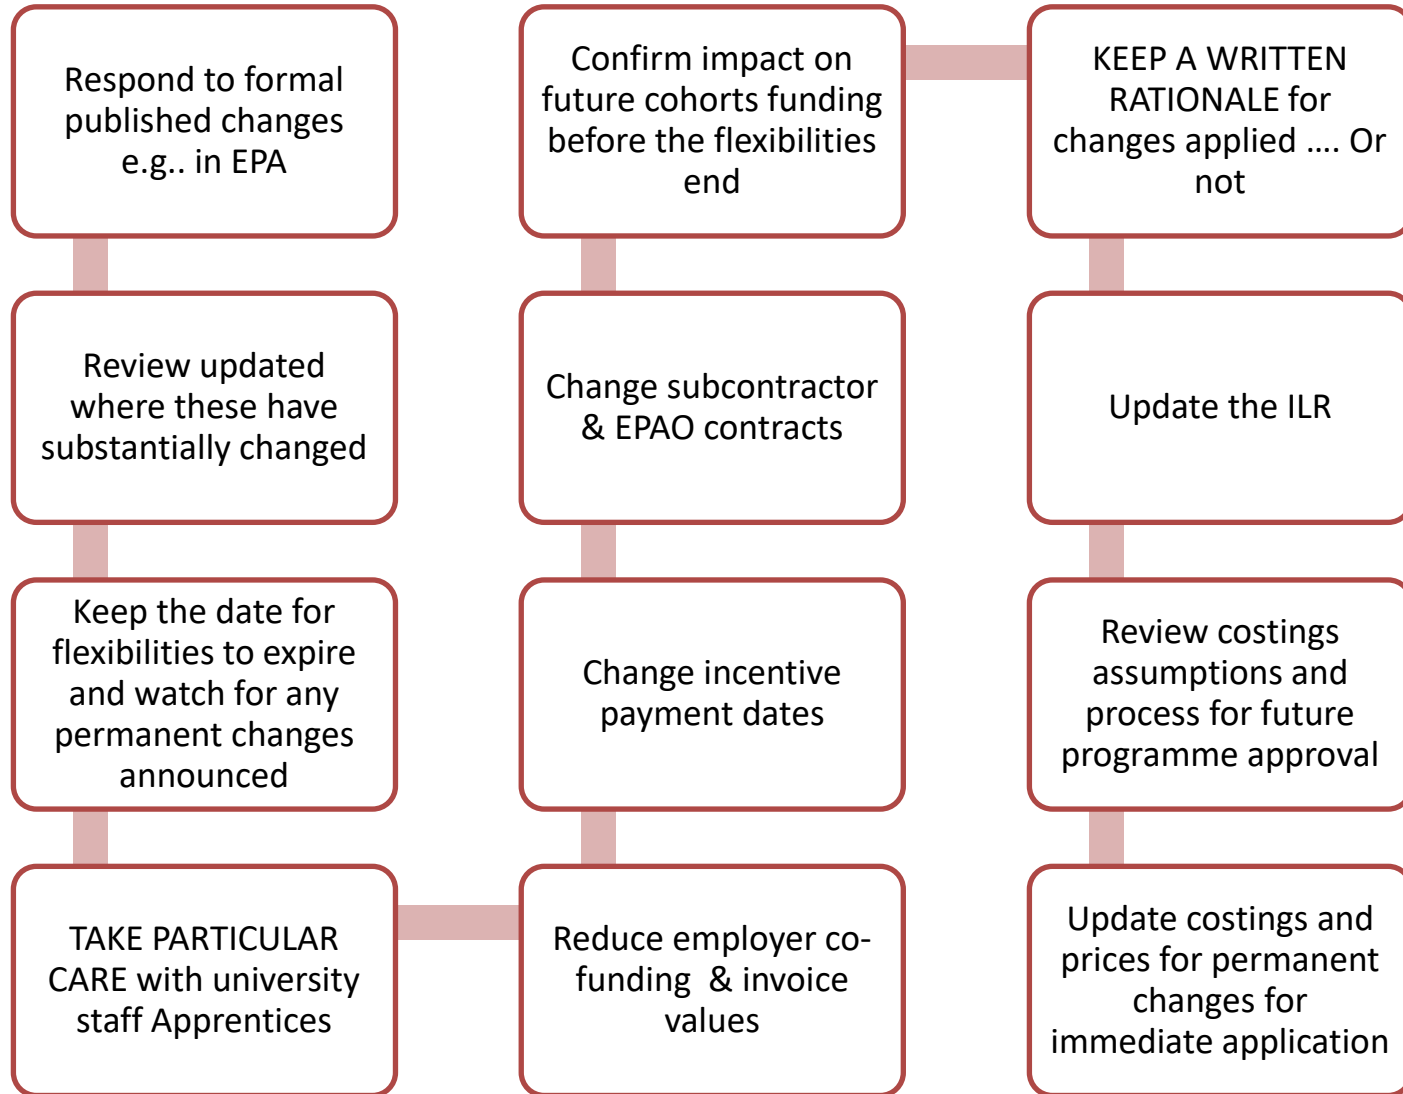 Respond to formal
published changes
e.g.. in EPA
Review updated
where these have
substantially changed
Keep the date for
flexibilities to expire
and watch for any
permanent changes
announced
TAKE PARTICULAR
CARE with university
staff Apprentices
Reduce employer co-
funding & invoice
values
Change incentive
payment dates
Change subcontractor
& EPAO contracts
Confirm impact on
future cohorts funding
before the flexibilities
end
KEEP A WRITTEN
RATIONALE for
changes applied .... Or
not
Update the ILR
Review costings
assumptions and
process for future
programme approval
Update costings and
prices for permanent
changes for
immediate application